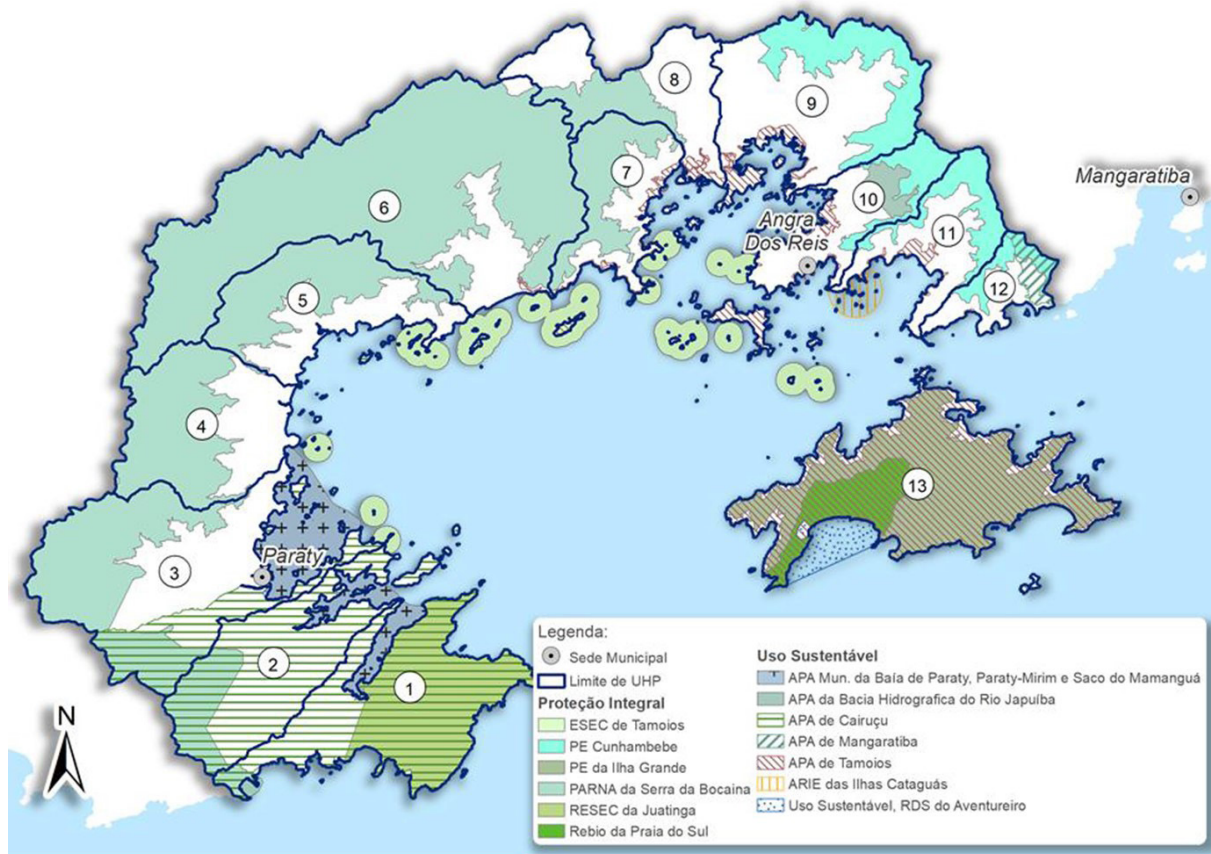 8
9
7
Mangaratiba
6
10
Angra
Dos Reis
11
5
12
4
13
3
Paraty
2
1
N
Legenda:
Sede Municipal
Limite de UHP
Proteção Integral
ESEC de Tamoios
PE Cunhambebe
PE da Ilha Grande
PARNA da Serra da Bocaina
RESEC da Juatinga
Rebio da Praia do Sul
Uso Sustentável
APA Mun. da Baía de Paraty, Paraty-Mirim e Saco do Mamanguá
APA da Bacia Hidrografica do Rio Japuíba
APA de Cairuçu
APA de Mangaratiba
APA de Tamoios
ARIE das Ilhas Cataguás
Uso Sustentável, RDS do Aventureiro